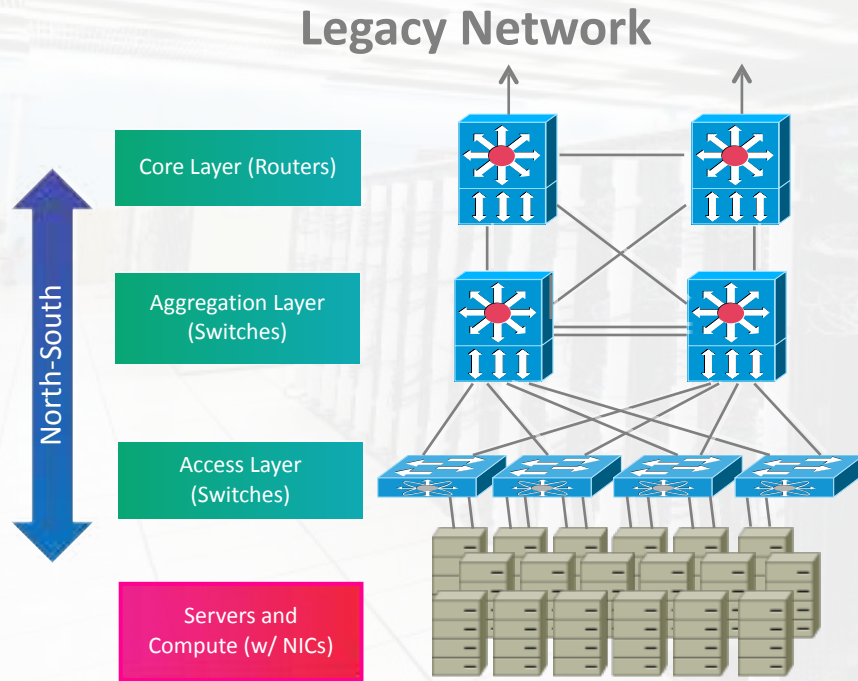 Legacy Network
Core Layer (Routers)
North-South
Aggregation Layer
(Switches)
Access Layer
(Switches)
Servers and
Compute (w/ NICs)